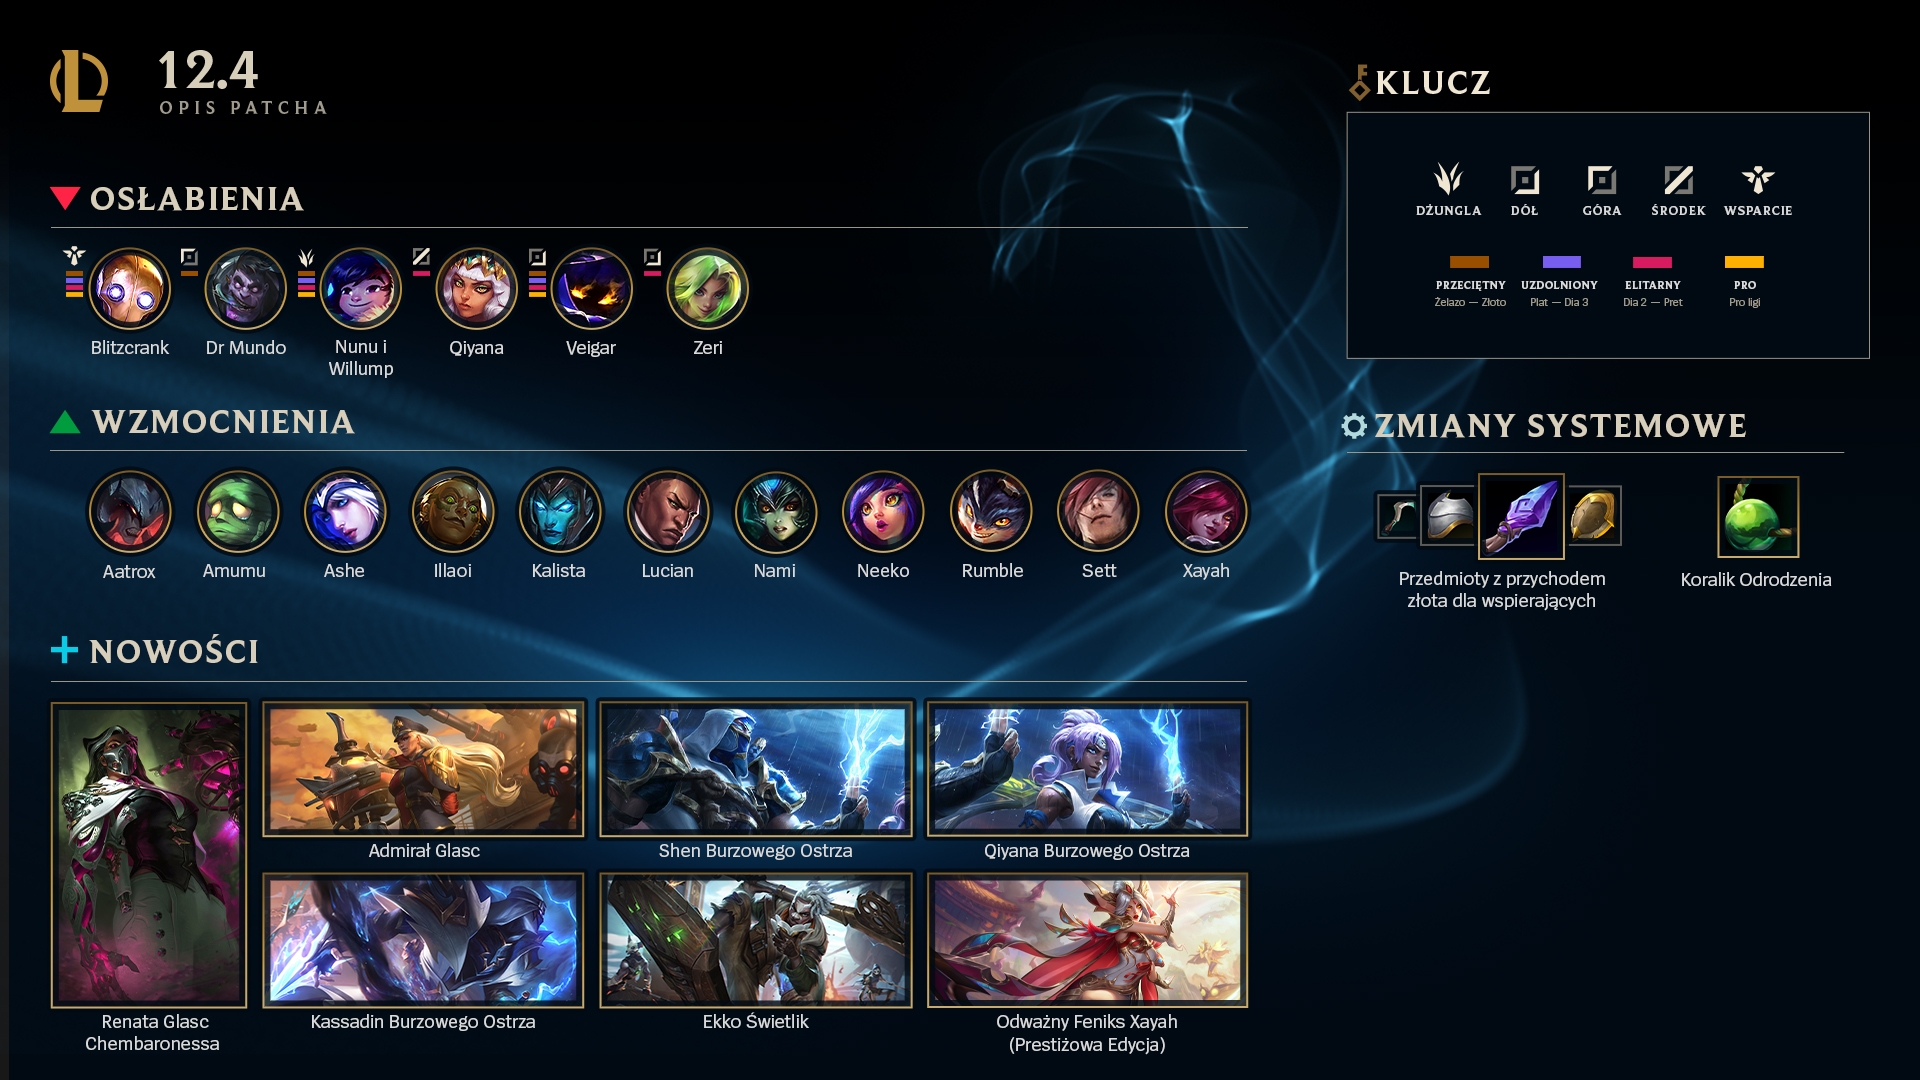 12.4
OPIS PATCHA
OSŁABIENIA
Blitzcrank
Dr Mundo
Nunu i
Willump
Qiyana
Veigar
Zeri
WZMOCNIENIA
Aatrox
Amumu
Ashe
Illaoi
Kalista
Lucian
Nami
Neeko
Rumble
Sett
Xayah
NOWOŚCI
Renata Glasc
Chembaronessa
Admirał Glasc
Shen Burzowego Ostrza
Qiyana Burzowego Ostrza
Kassadin Burzowego Ostrza
Ekko Świetlik
Odważny Feniks Xayah
(Prestiżowa Edycja)
KLUCZ
DŻUNGLA
DÓŁ
GÓRA
ŚRODEK
WSPARCIE
PRZECIĘTNY
Żelazo — Złoto
UZDOLNIONY
Plat — Dia 3
ELITARNY
Dia 2 — Pret
PRO
Pro ligi
ZMIANY SYSTEMOWE
Przedmioty z przychodem
złota dla wspierających
Koralik Odrodzenia